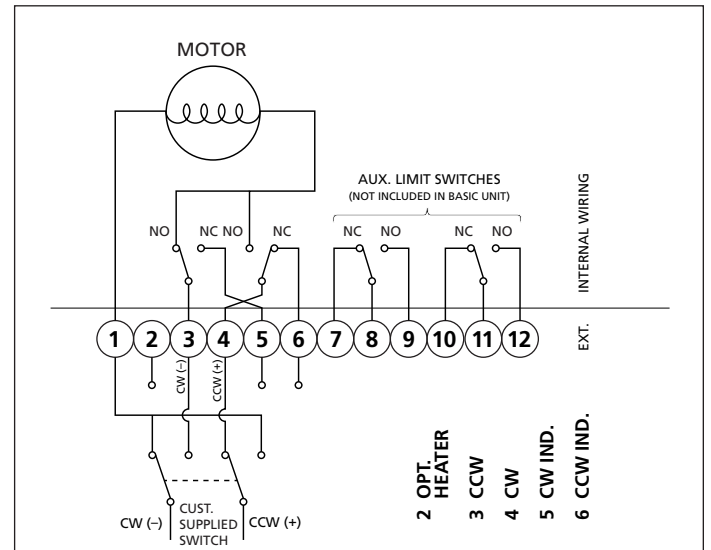 MOTOR
AUX. LIMIT SWITCHES
(NOT INCLUDED IN BASIC UNIT)
NO NC NO NC NC NO NC NO
INTERNAL WIRING
1 2 3 4 5 6 7 8 9 10 11 12
EXT.
CW (–)
CCW (+)
CW (–)
CUST.
SUPPLIED
SWITCH
CCW (+)
2 OPT.
HEATER
3 CCW
4 CW
5 CW IND.
6 CCW IND.